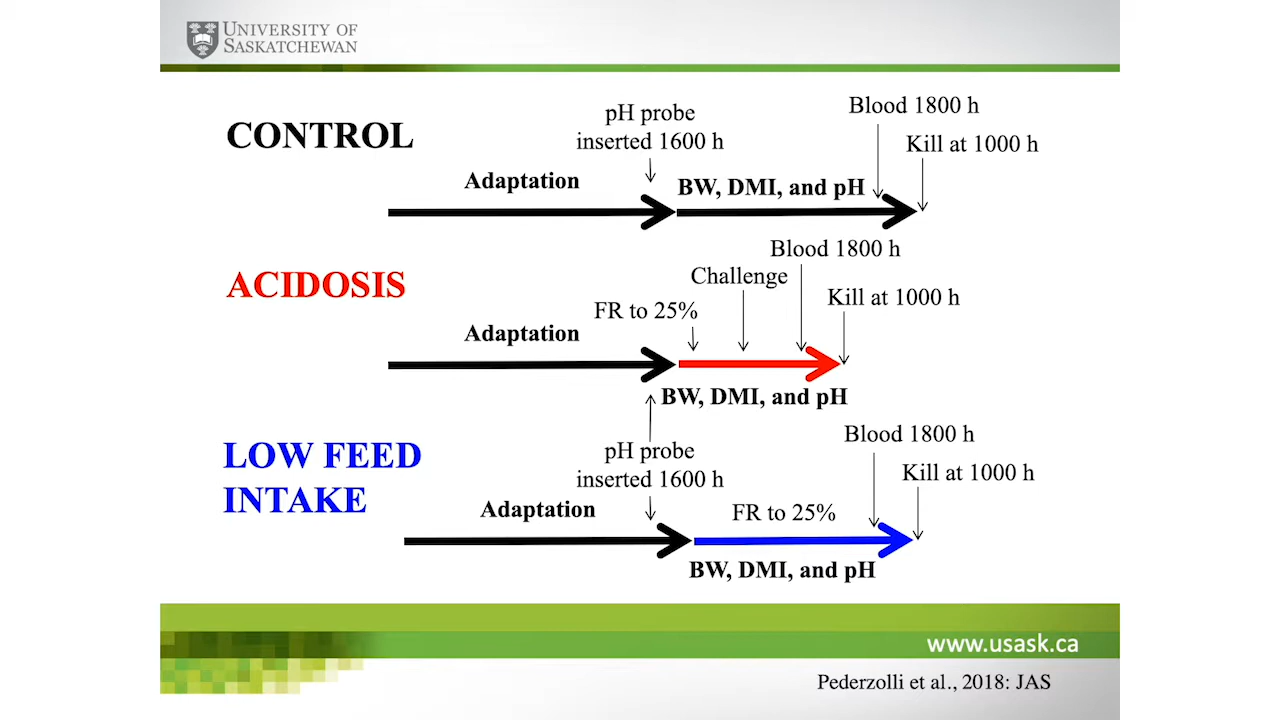 UNIVERSITY OF
SASKATCHEWAN
CONTROL
pH probe
inserted 1600 h
Blood 1800 h
Kill at 1000 h
Adaptation
BW, DMI, and pH
ACIDOSIS
Blood 1800 h
Challenge
Kill at 1000 h
FR to 25%
Adaptation
BW, DMI, and pH
LOW FEED
INTAKE
pH probe
inserted 1600 h
Blood 1800 h
Kill at 1000 h
Adaptation
FR to 25%
BW, DMI, and pH
www.usask.ca
Pederzolli et al., 2018: JAS